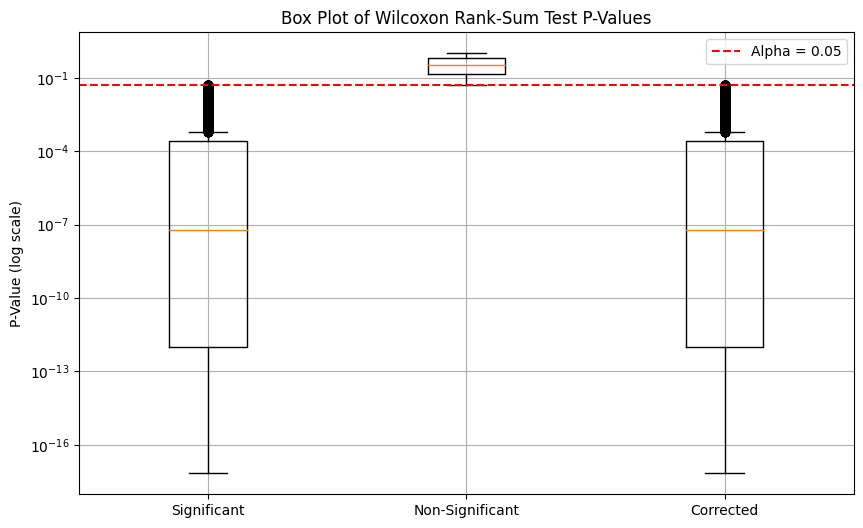 Box Plot of Wilcoxon Rank-Sum Test P-Values
Alpha = 0.05
P-Value (log scale)
10⁻¹
10⁻⁴
10⁻⁷
10⁻¹⁰
10⁻¹³
10⁻¹⁶
Significant
Non-Significant
Corrected